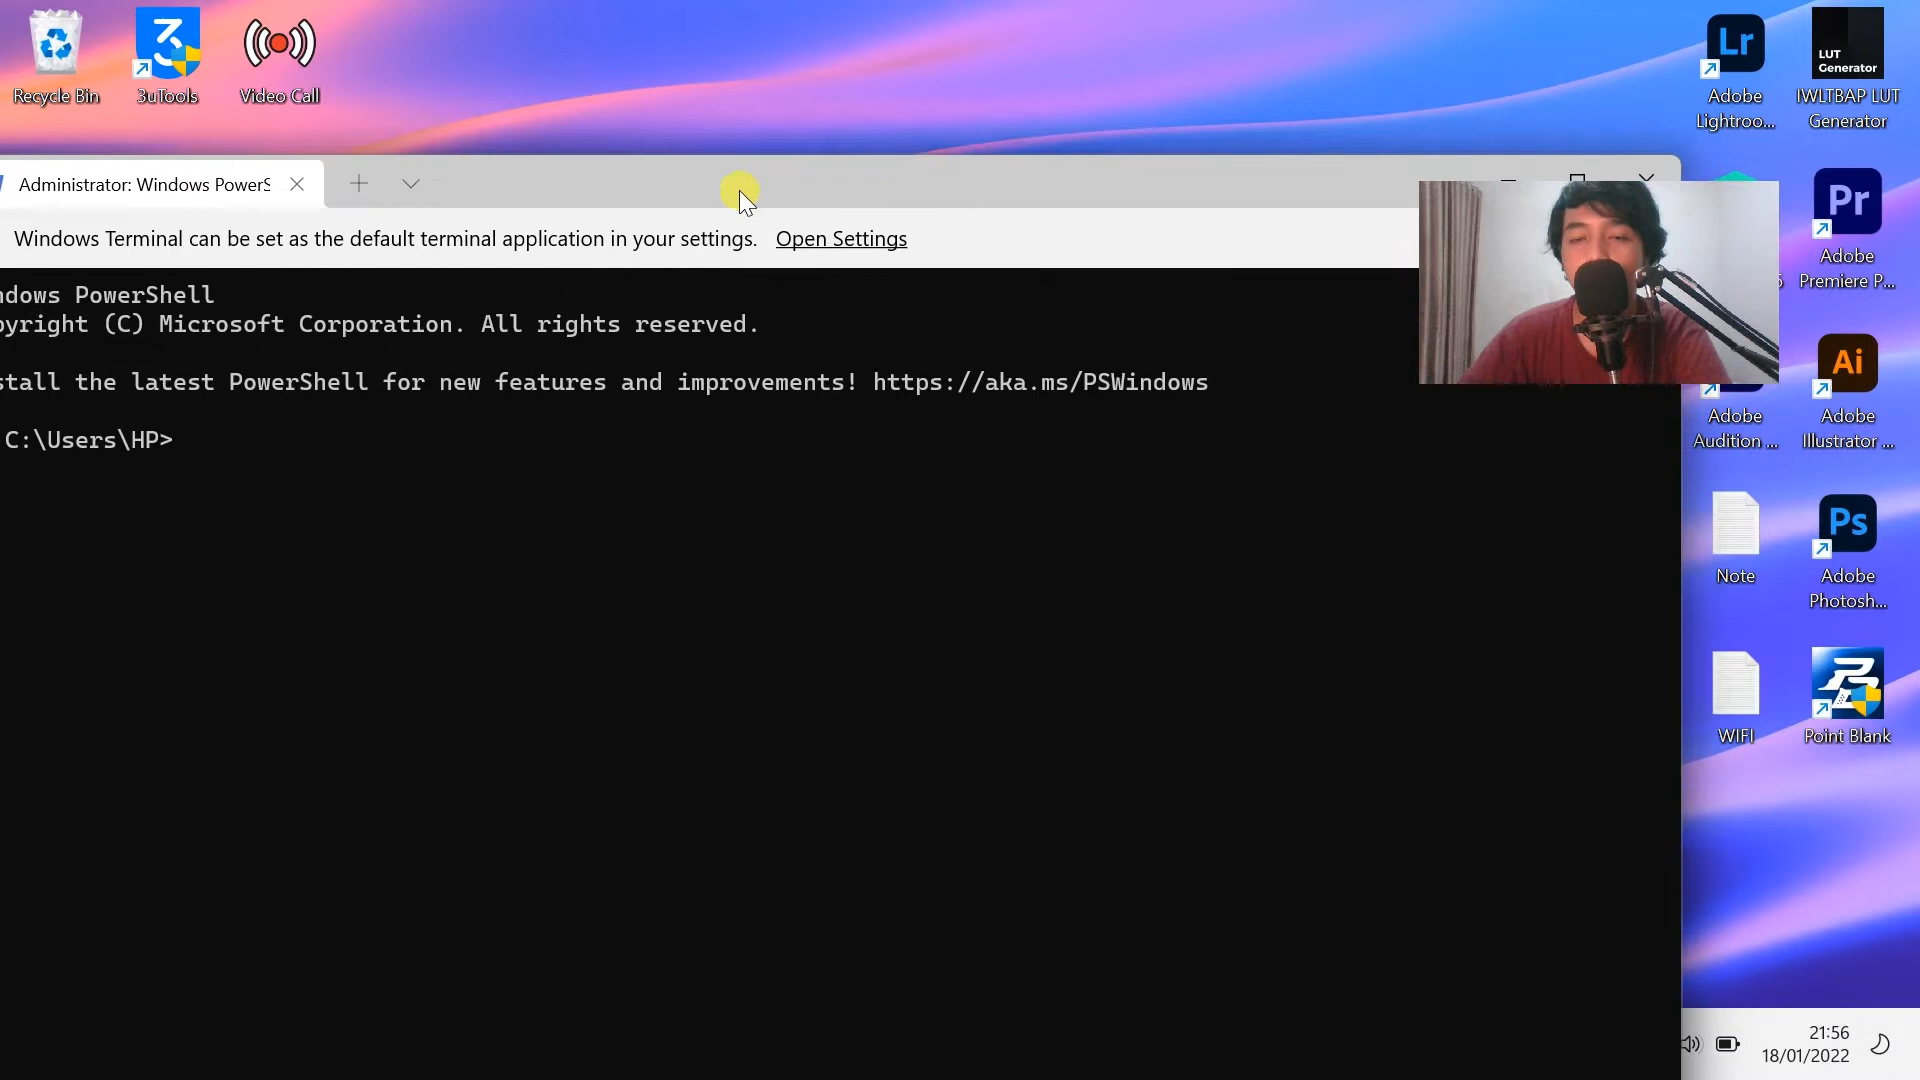 Recycle Bin
3uTools
Video Call
Lr
Adobe
Lightroo...
LUT
Generator
IWLTBAP LUT
Generator
Administrator: Windows PowerS
Windows Terminal can be set as the default terminal application in your settings. Open Settings
ndows PowerShell
pyright (C) Microsoft Corporation. All rights reserved.
stall the latest PowerShell for new features and improvements! https://aka.ms/PSWindows
C:\Users\HP>
Pr
Adobe
Premiere P...
Adobe
Audition ...
Ai
Adobe
Illustrator ...
Note
Ps
Adobe
Photosh...
WIFI
Point Blank
21:56
18/01/2022